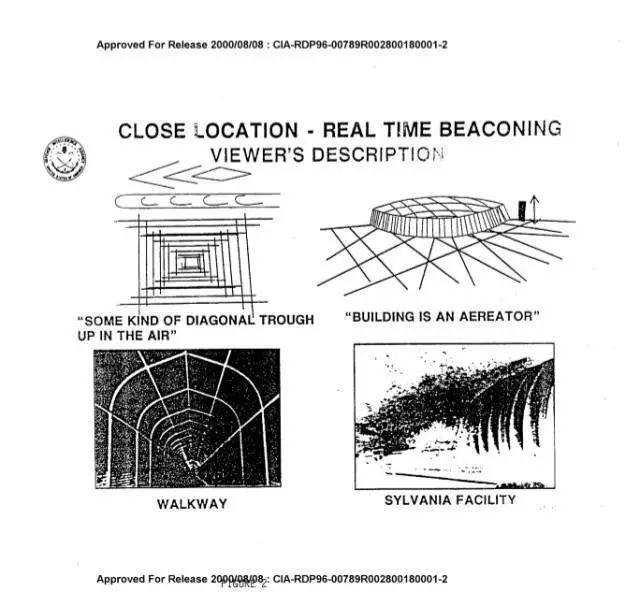 Approved For Release 2000/08/08 : CIA-RDP96-00789R002800180001-2
CLOSE LOCATION - REAL TIME BEACONING
VIEWER'S DESCRIPTION
"SOME KIND OF DIAGONAL TROUGH
UP IN THE AIR"
"BUILDING IS AN AEREATOR"
WALKWAY
SYLVANIA FACILITY
Approved For Release 2000/08/08 : CIA-RDP96-00789R002800180001-2
FIGURE 2